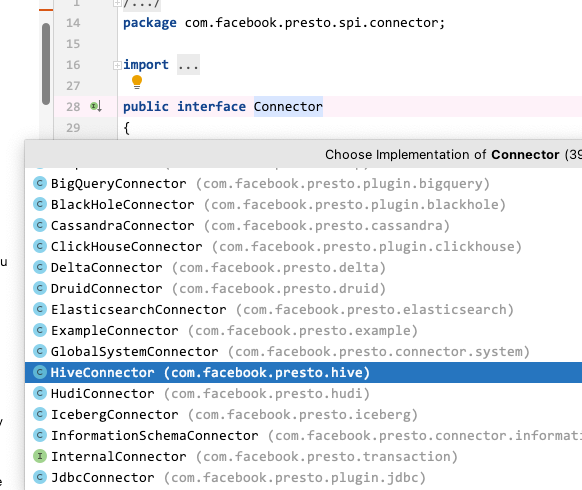 1 /.../
14 package com.facebook.presto.spi.connector;
15
16 import ...
27
28 public interface Connector
29 {
Choose Implementation of Connector (39
BigQueryConnector (com.facebook.presto.plugin.bigquery)
BlackHoleConnector (com.facebook.presto.plugin.blackhole)
CassandraConnector (com.facebook.presto.cassandra)
ClickHouseConnector (com.facebook.presto.plugin.clickhouse)
u
DeltaConnector (com.facebook.presto.delta)
DruidConnector (com.facebook.presto.druid)
ElasticsearchConnector (com.facebook.presto.elasticsearch)
ExampleConnector (com.facebook.presto.example)
GlobalSystemConnector (com.facebook.presto.connector.system)
HiveConnector (com.facebook.presto.hive)
HudiConnector (com.facebook.presto.hudi)
IcebergConnector (com.facebook.presto.iceberg)
InformationSchemaConnector (com.facebook.presto.connector.informati
InternalConnector (com.facebook.presto.transaction)
JdbcConnector (com.facebook.presto.plugin.jdbc)